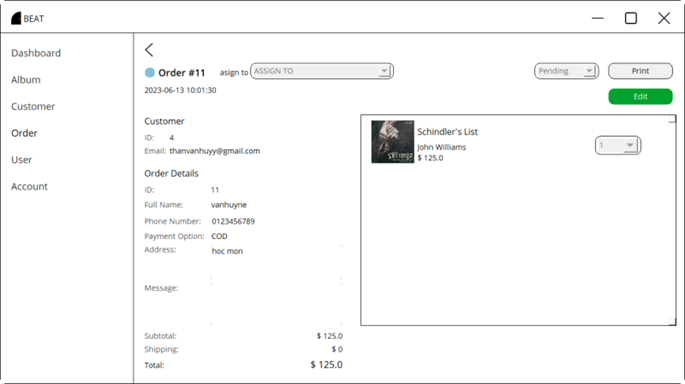 BEAT
Dashboard
Album
Customer
Order
User
Account
Order #11
asign to ASSIGN TO
Pending
Print
2023-06-13 10:01:30
Edit
Customer
ID: 4
Email: thanvanhuyy@gmail.com
Order Details
ID: 11
Full Name: vanhuyne
Phone Number: 0123456789
Payment Option: COD
Address: hoc mon
Message:
Subtotal: $ 125.0
Shipping: $ 0
Total: $ 125.0
Schindler's List
John Williams
$ 125.0
1